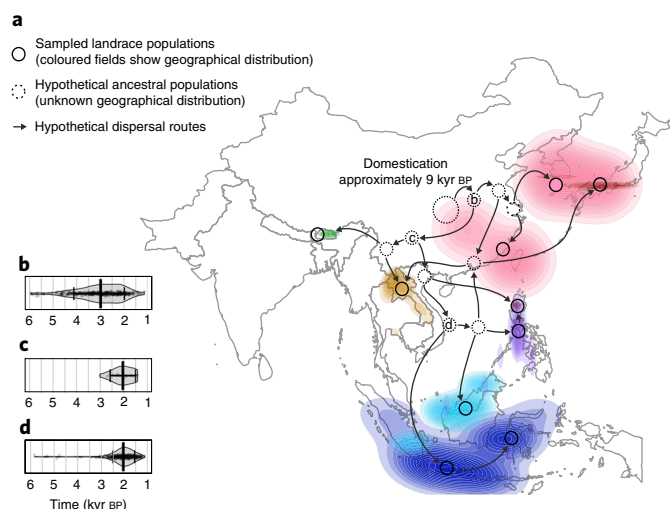 a
Sampled landrace populations
(coloured fields show geographical distribution)
Hypothetical ancestral populations
(unknown geographical distribution)
Hypothetical dispersal routes
Domestication
approximately 9 kyr BP
b
c
d
b
6 5 4 3 2 1
c
6 5 4 3 2 1
d
6 5 4 3 2 1
Time (kyr BP)